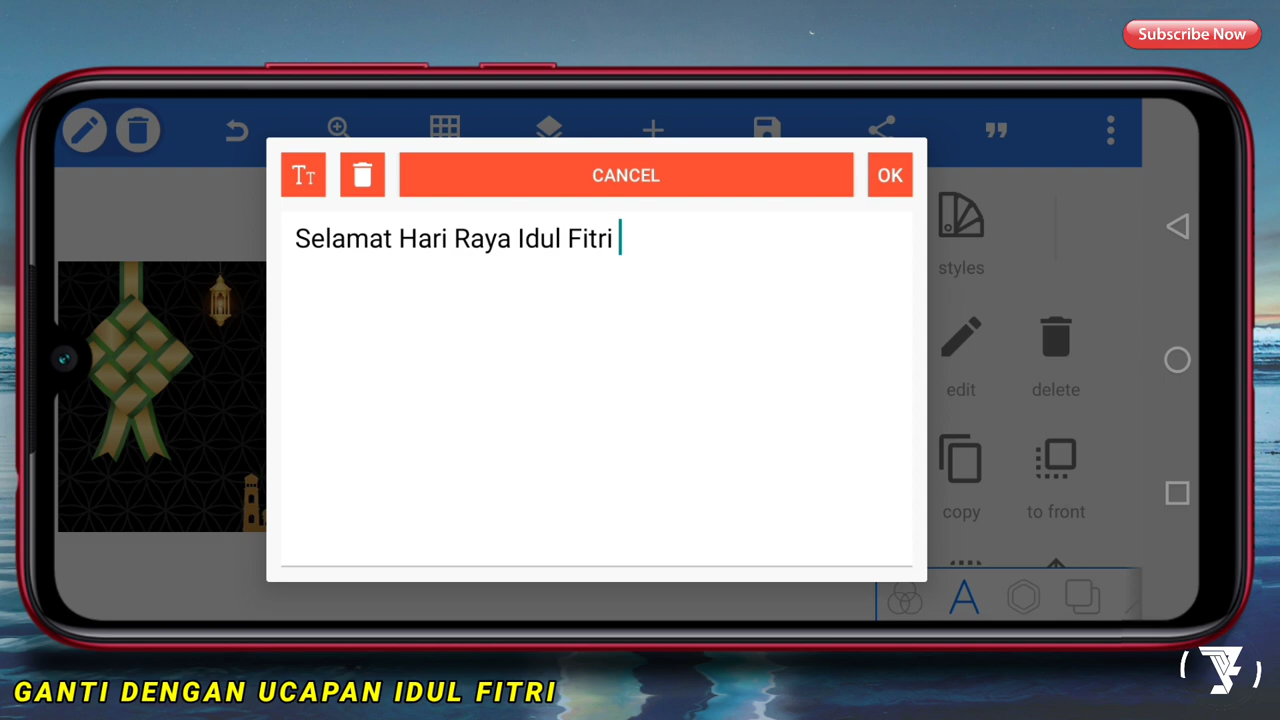 Subscribe Now
TT
CANCEL
OK
Selamat Hari Raya Idul Fitri
styles
edit
delete
copy
to front
A
GANTI DENGAN UCAPAN IDUL FITRI